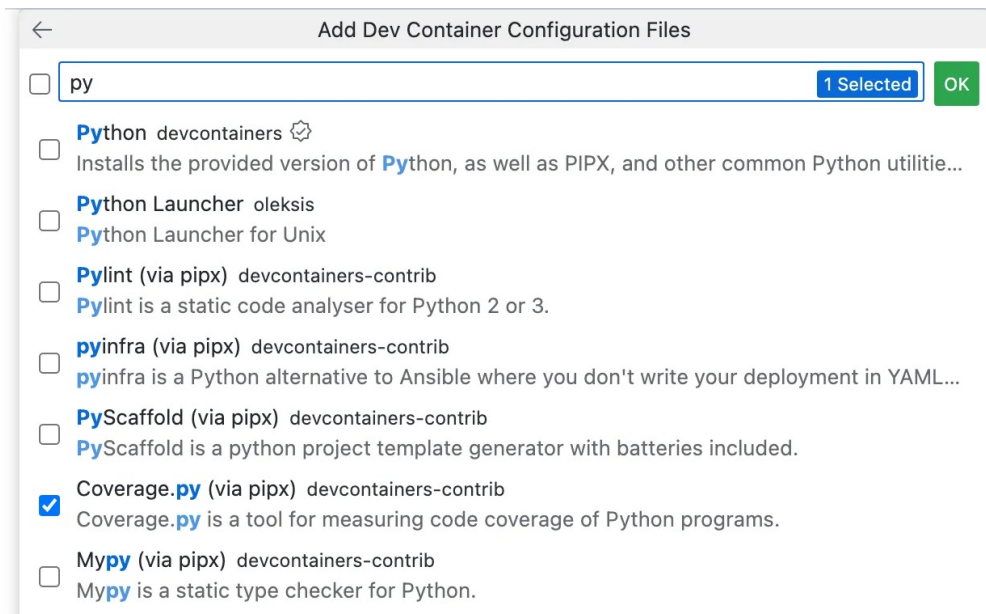 Add Dev Container Configuration Files
py 1 Selected OK
Python devcontainers
Installs the provided version of Python, as well as PIPX, and other common Python utilitie...
Python Launcher oleksis
Python Launcher for Unix
Pylint (via pipx) devcontainers-contrib
Pylint is a static code analyser for Python 2 or 3.
pyinfra (via pipx) devcontainers-contrib
pyinfra is a Python alternative to Ansible where you don't write your deployment in YAML...
PyScaffold (via pipx) devcontainers-contrib
PyScaffold is a python project template generator with batteries included.
Coverage.py (via pipx) devcontainers-contrib
Coverage.py is a tool for measuring code coverage of Python programs.
Mypy (via pipx) devcontainers-contrib
Mypy is a static type checker for Python.